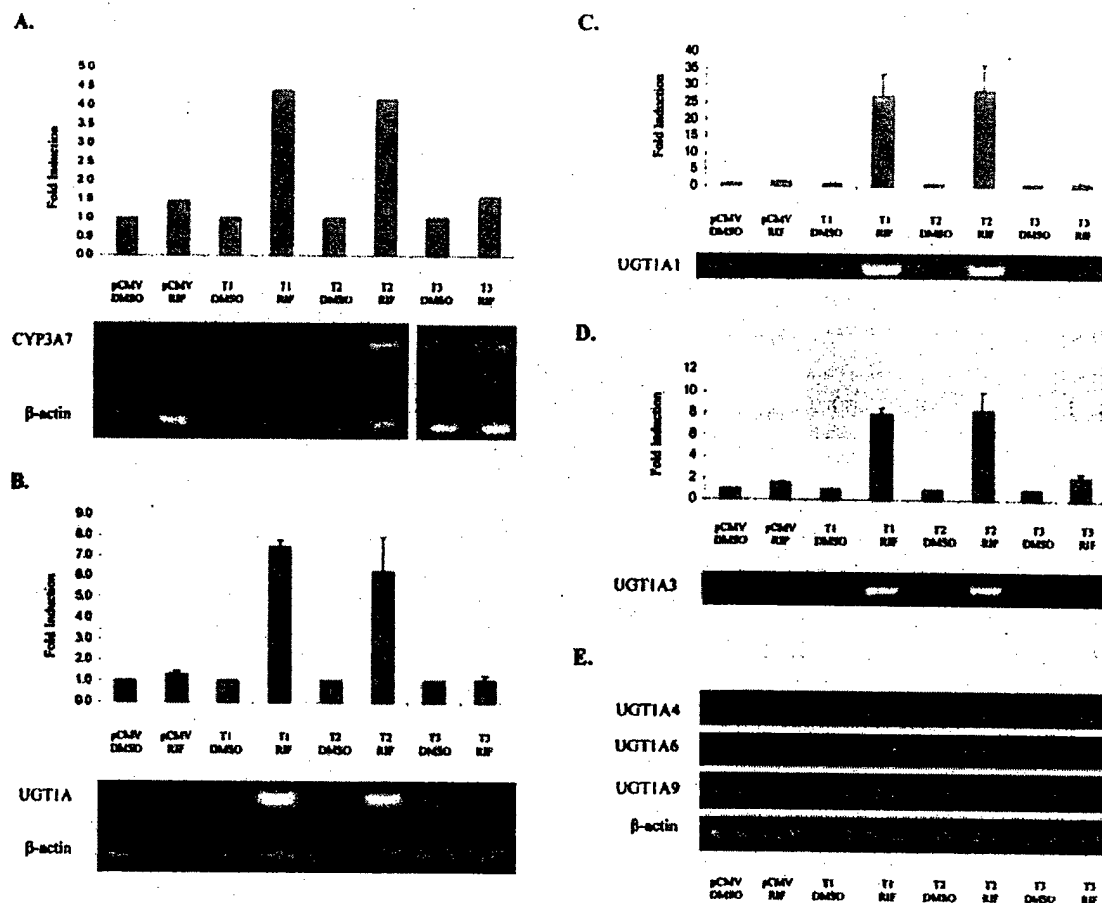 A.
Fold Induction
5.0
4.5
4.0
3.5
3.0
2.5
2.0
1.5
1.0
0.5
0.0
pCMV DMSO
pCMV RIF
T1 DMSO
T1 RIF
T2 DMSO
T2 RIF
T3 DMSO
T3 RIF
CYP3A7
β-actin
B.
Fold Induction
9.0
8.0
7.0
6.0
5.0
4.0
3.0
2.0
1.0
0.0
pCMV DMSO
pCMV RIF
T1 DMSO
T1 RIF
T2 DMSO
T2 RIF
T3 DMSO
T3 RIF
UGT1A
β-actin
C.
Fold Induction
40
35
30
25
20
15
10
5
0
pCMV DMSO
pCMV RIF
T1 DMSO
T1 RIF
T2 DMSO
T2 RIF
T3 DMSO
T3 RIF
UGT1A1
D.
Fold Induction
12
10
8
6
4
2
0
pCMV DMSO
pCMV RIF
T1 DMSO
T1 RIF
T2 DMSO
T2 RIF
T3 DMSO
T3 RIF
UGT1A3
E.
UGT1A4
UGT1A6
UGT1A9
β-actin
pCMV DMSO
pCMV RIF
T1 DMSO
T1 RIF
T2 DMSO
T2 RIF
T3 DMSO
T3 RIF